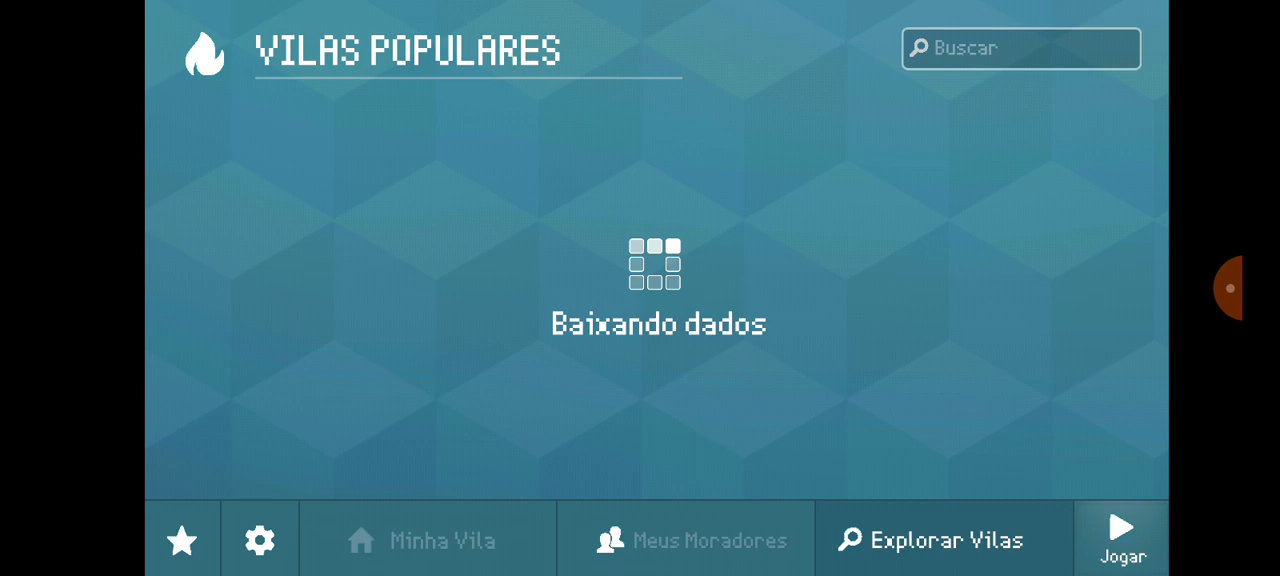 VILAS POPULARES
Buscar
Baixando dados
Minha Vila
Meus Moradores
Explorar Vilas
Jogar